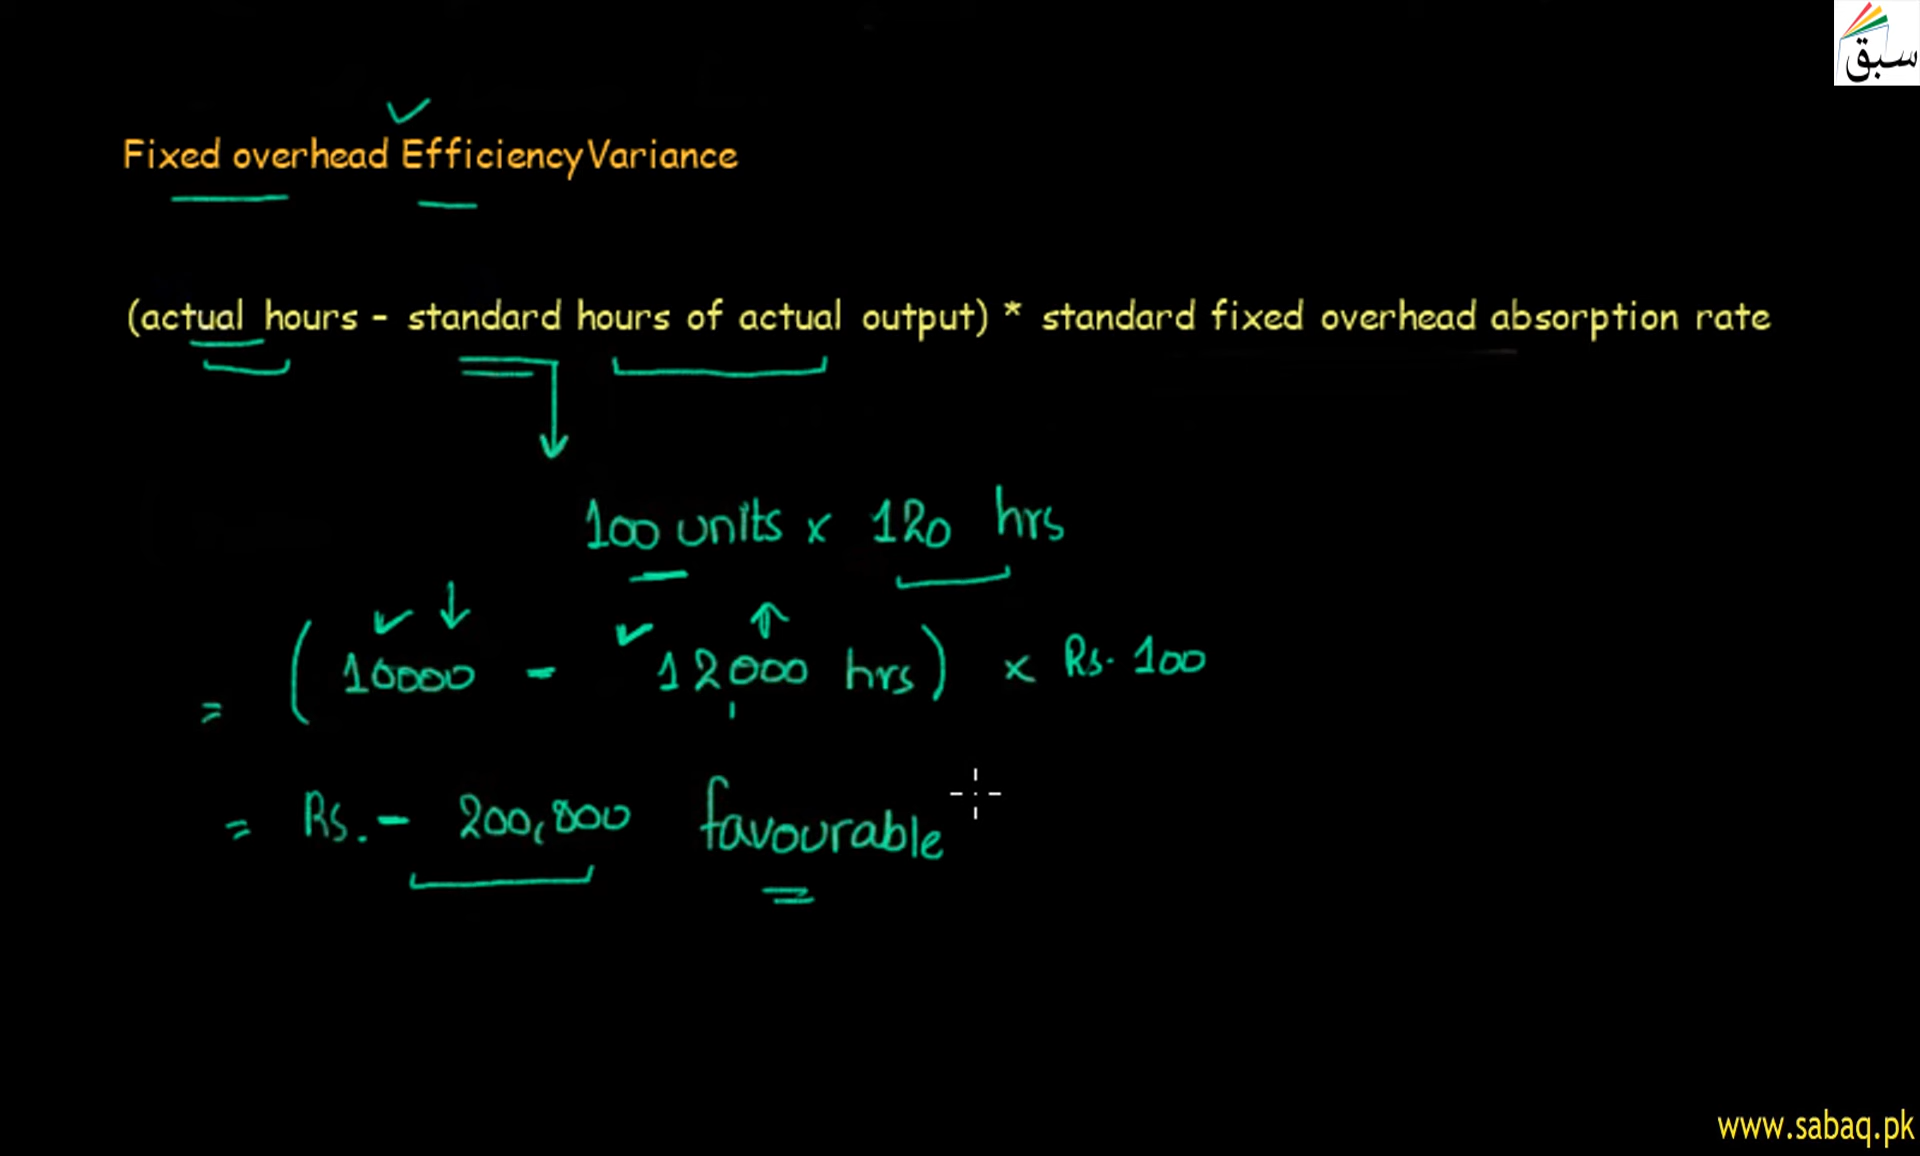 سبق
Fixed overhead Efficiency Variance
(actual hours - standard hours of actual output) * standard fixed overhead absorption rate
100 units x 120 hrs
= (10000 - 12000 hrs) x Rs. 100
= Rs. - 200,000 favourable
www.sabaq.pk